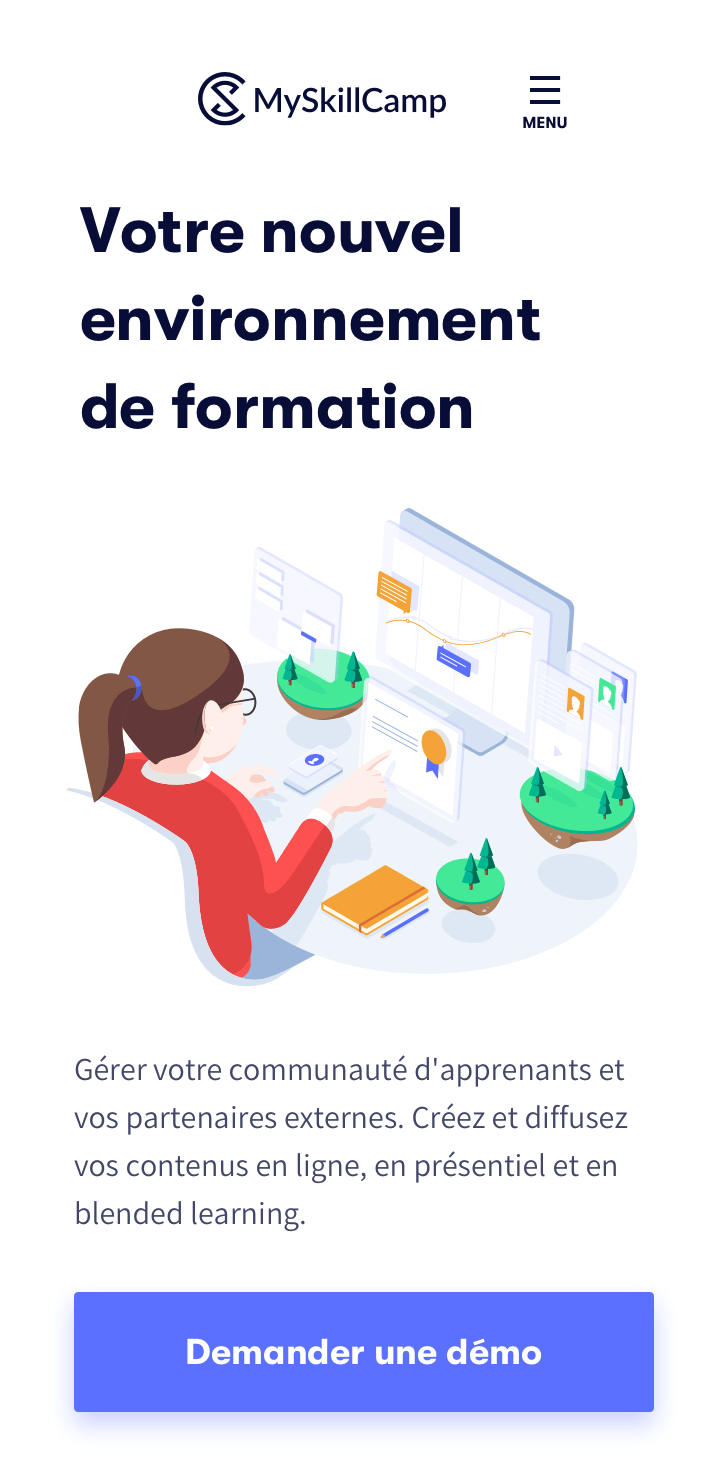 MySkillCamp
MENU
Votre nouvel
environnement
de formation
Gérer votre communauté d'apprenants et
vos partenaires externes. Créez et diffusez
vos contenus en ligne, en présentiel et en
blended learning.
Demander une démo